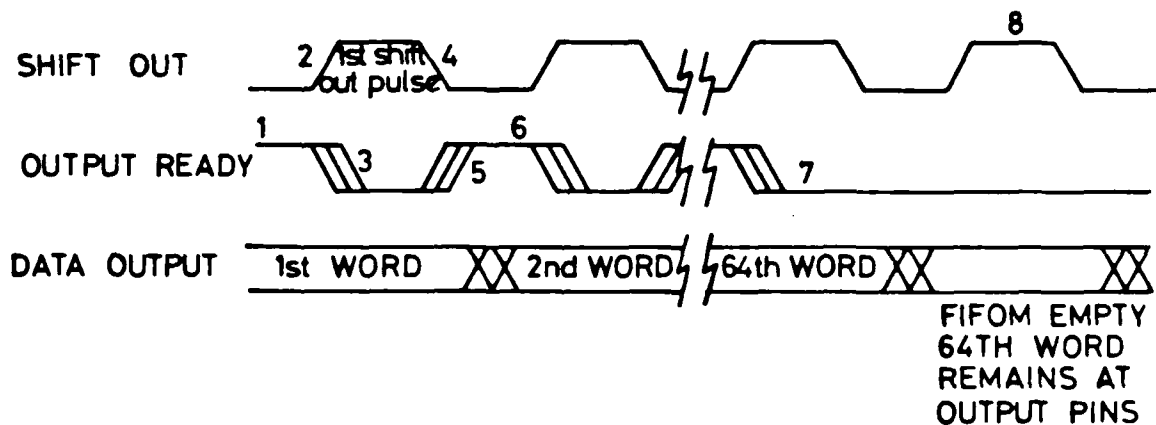 8
SHIFT OUT
2
1st shift
out pulse
4
1
6
OUTPUT READY
3
5
7
DATA OUTPUT
1st WORD
2nd WORD
64th WORD
FIFOM EMPTY
64TH WORD
REMAINS AT
OUTPUT PINS